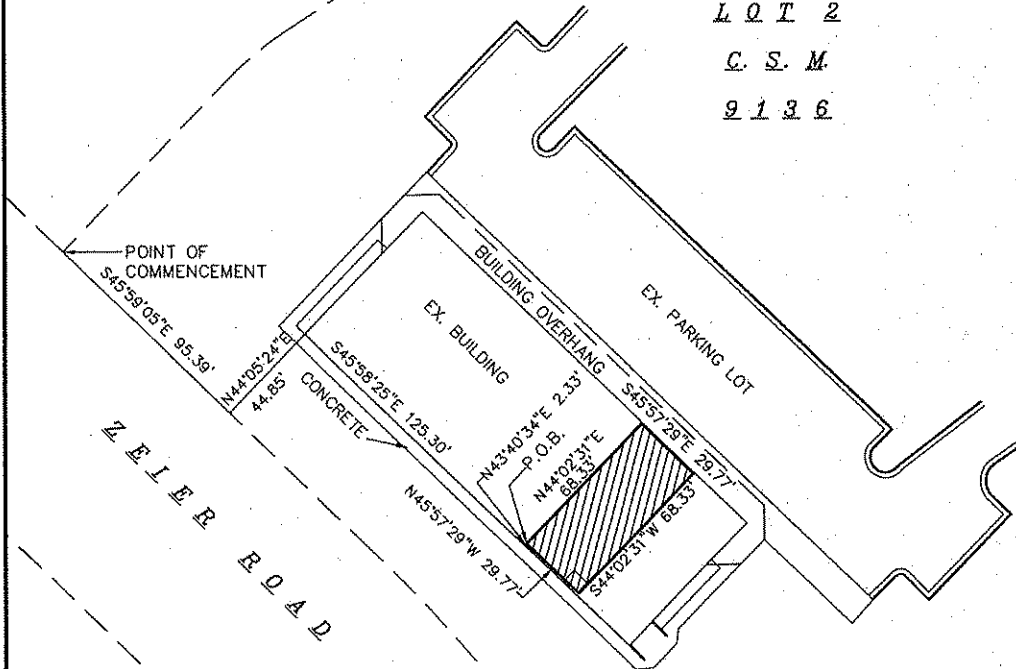 LOT 2
C. S. M.
9136
POINT OF
COMMENCEMENT
S45°59'05"E 95.39'
N44°05'24"E
44.85'
CONCRETE
S45°58'25"E 125.30'
EX. BUILDING
BUILDING OVERHANG
EX. PARKING LOT
S45°57'29"E 29.77'
N43°40'34"E 2.33'
P.O.B.
N44°02'31"E
68.33'
S44°02'31"W 68.33'
N45°57'29"W 29.77'
ZELER ROAD